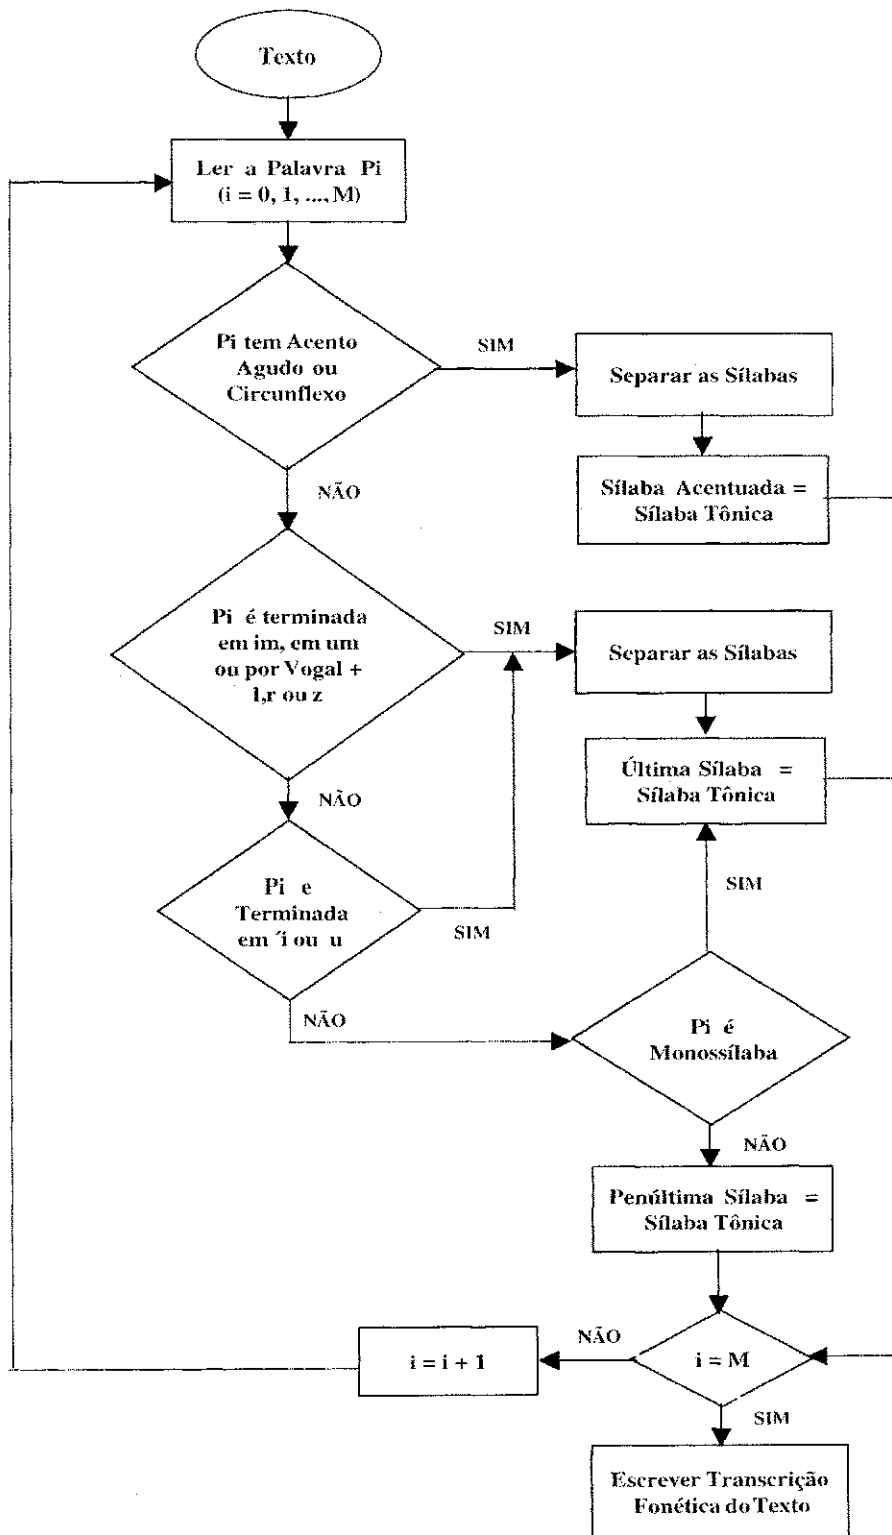 Texto
Ler a Palavra Pi
(i = 0, 1, ..., M)
Pi tem Acento
Agudo ou
Circunflexo
SIM
Separar as Sílabas
Sílaba Acentuada =
Sílaba Tônica
NÃO
Pi é terminada
em im, em um
ou por Vogal +
l,r ou z
SIM
Separar as Sílabas
Última Sílaba =
Sílaba Tônica
NÃO
Pi e
Terminada
em ´i ou u
SIM
SIM
NÃO
Pi é
Monossílaba
NÃO
Penúltima Sílaba =
Sílaba Tônica
i = M
NÃO
i = i + 1
SIM
Escrever Transcrição
Fonética do Texto